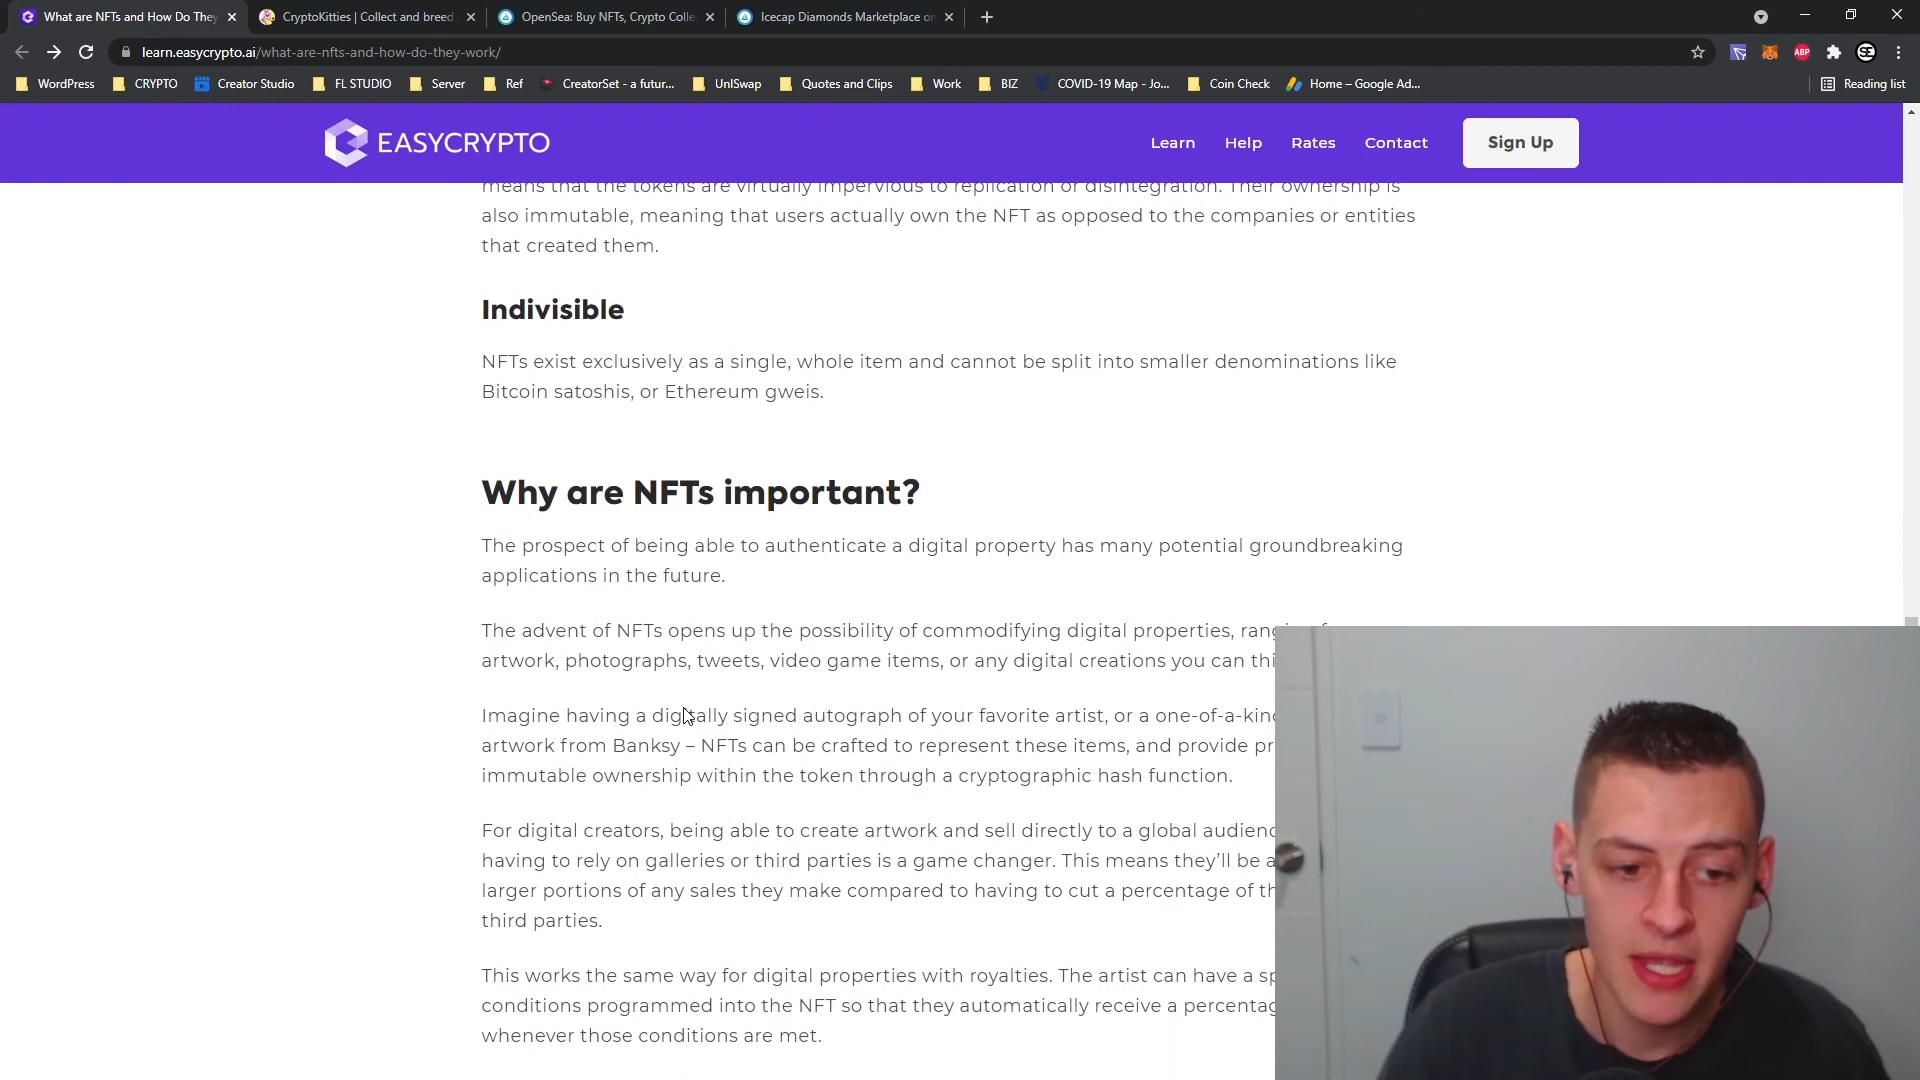 What are NFTs and How Do They
CryptoKitties | Collect and breed
OpenSea: Buy NFTs, Crypto Colle
Icecap Diamonds Marketplace on
learn.easycrypto.ai/what-are-nfts-and-how-do-they-work/
ABP
SE
WordPress
CRYPTO
Creator Studio
FL STUDIO
Server
Ref
CreatorSet - a futur...
UnISwap
Quotes and Clips
Work
BIZ
COVID-19 Map - Jo...
Coin Check
Home – Google Ad...
Reading list
EASYCRYPTO
Learn
Help
Rates
Contact
Sign Up
means that the tokens are virtually impervious to replication or disintegration. Their ownership is
also immutable, meaning that users actually own the NFT as opposed to the companies or entities
that created them.
Indivisible
NFTs exist exclusively as a single, whole item and cannot be split into smaller denominations like
Bitcoin satoshis, or Ethereum gweis.
Why are NFTs important?
The prospect of being able to authenticate a digital property has many potential groundbreaking
applications in the future.
The advent of NFTs opens up the possibility of commodifying digital properties,
artwork, photographs, tweets, video game items, or any digital creations you can
Imagine having a digitally signed autograph of your favorite artist, or a one-of-a-kind
artwork from Banksy – NFTs can be crafted to represent these items, and provide
immutable ownership within the token through a cryptographic hash function.
For digital creators, being able to create artwork and sell directly to a global
having to rely on galleries or third parties is a game changer. This means they’ll be
larger portions of any sales they make compared to having to cut a percentage of
third parties.
This works the same way for digital properties with royalties. The artist can have a
conditions programmed into the NFT so that they automatically receive a
whenever those conditions are met.